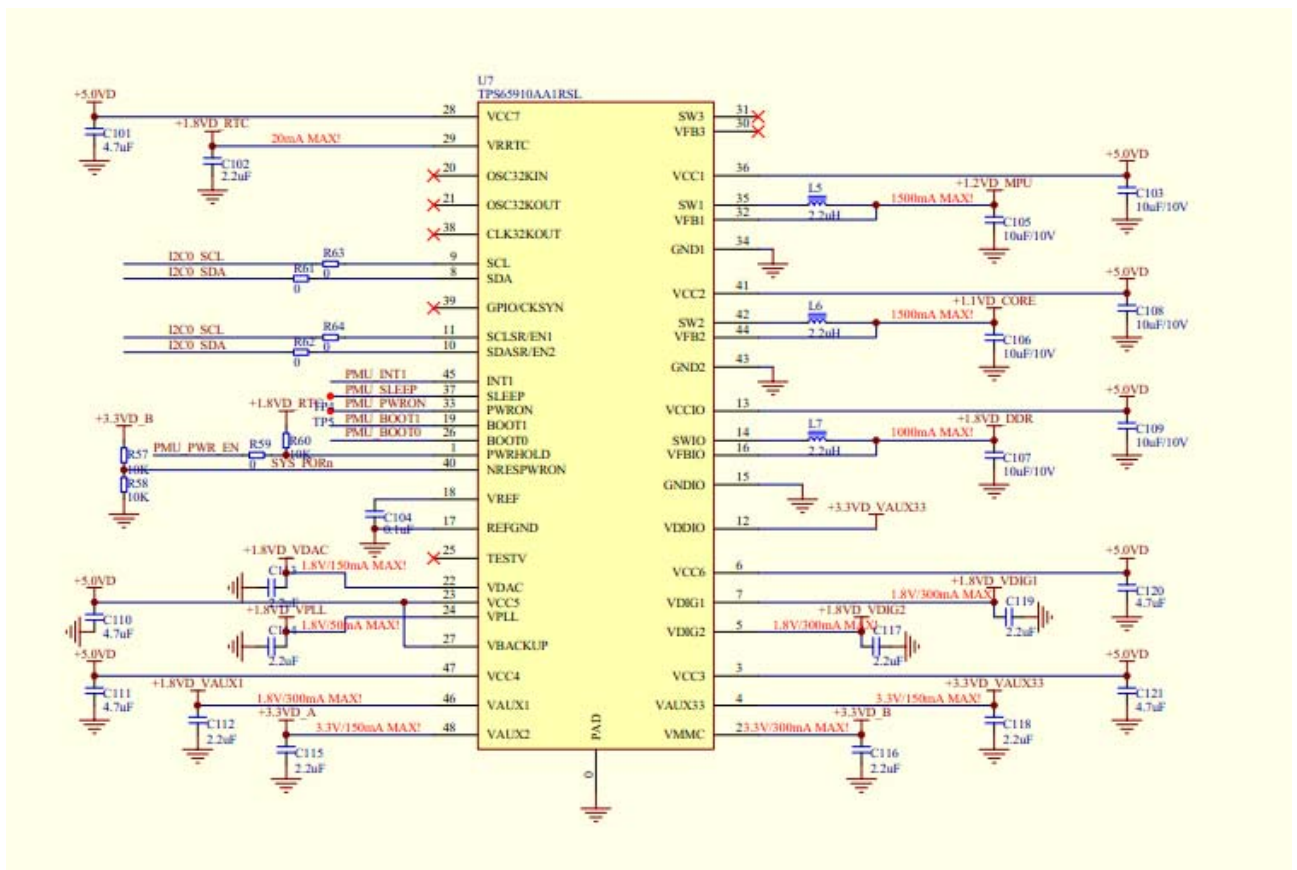 U7
TPS65910AA1RSL
+5.0VD
28
VCC7
C101
4.7uF
+1.8VD_RTC
20mA MAX!
29
VRRTC
C102
2.2uF
20
OSC32KIN
21
OSC32KOUT
38
CLK32KOUT
I2C0_SCL
R63
0
9
SCL
I2C0_SDA
R61
0
8
SDA
39
GPIO/CKSYN
I2C0_SCL
R64
0
11
SCLSR/EN1
I2C0_SDA
R62
0
10
SDASR/EN2
PMU_INT1
45
INT1
PMU_SLEEP
37
SLEEP
TP4
PMU_PWRON
33
PWRON
TP5
PMU_BOOT1
19
BOOT1
PMU_BOOT0
26
BOOT0
+1.8VD_RTC
+3.3VD_B
R57
10K
R58
10K
PMU_PWR_EN
R59
0
R60
10K
1
PWRHOLD
SYS_PORn
40
NRESPWRON
18
VREF
C104
0.1uF
17
REFGND
25
TESTV
+1.8VD_VDAC
1.8V/150mA MAX!
2.2uF
22
VDAC
+5.0VD
23
VCC5
C110
4.7uF
+1.8VD_VPLL
1.8V/50mA MAX!
2.2uF
24
VPLL
27
VBACKUP
+5.0VD
47
VCC4
C111
4.7uF
+1.8VD_VAUX1
1.8V/300mA MAX!
46
VAUX1
C112
2.2uF
+3.3VD_A
3.3V/150mA MAX!
48
VAUX2
C115
2.2uF
PAD
0
SW3
31
VFB3
30
VCC1
36
+5.0VD
C103
10uF/10V
SW1
35
L5
2.2uH
VFB1
32
1500mA MAX!
+1.2VD_MPU
C105
10uF/10V
GND1
34
VCC2
41
+5.0VD
C108
10uF/10V
SW2
42
L6
2.2uH
VFB2
44
1500mA MAX!
+1.1VD_CORE
C106
10uF/10V
GND2
43
VCCIO
13
+5.0VD
C109
10uF/10V
SWIO
14
L7
2.2uH
VFBIO
16
1000mA MAX!
+1.8VD_DDR
C107
10uF/10V
GNDIO
15
VDDIO
12
+3.3VD_VAUX33
VCC6
6
+5.0VD
C120
4.7uF
VDIG1
7
1.8V/300mA MAX!
+1.8VD_VDIG1
C119
2.2uF
VDIG2
5
1.8V/300mA MAX!
+1.8VD_VDIG2
C117
2.2uF
VCC3
3
+5.0VD
C121
4.7uF
VAUX33
4
3.3V/150mA MAX!
+3.3VD_VAUX33
C118
2.2uF
VMMC
2
3.3V/300mA MAX!
+3.3VD_B
C116
2.2uF